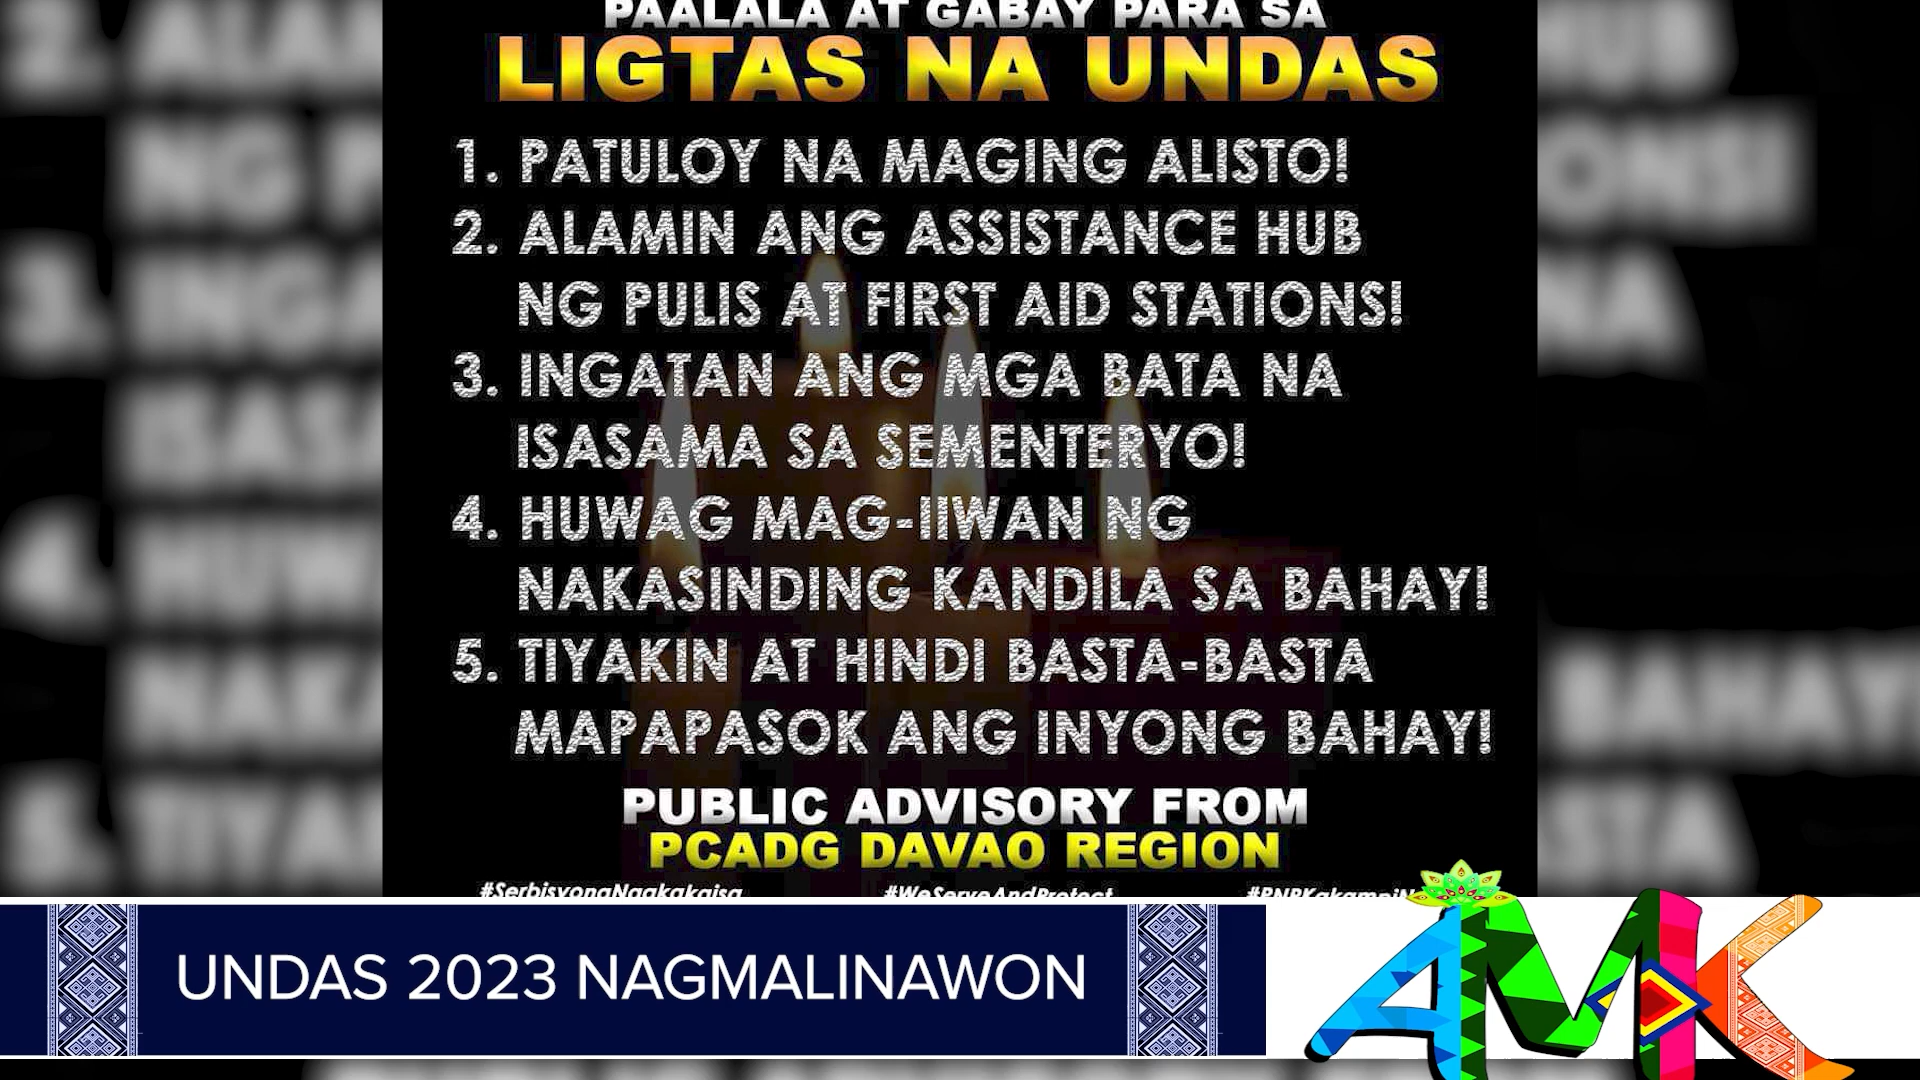 PAALALA AT GABAY PARA SA
LIGTAS NA UNDAS
1. PATULOY NA MAGING ALISTO!
2. ALAMIN ANG ASSISTANCE HUB
NG PULIS AT FIRST AID STATIONS!
3. INGATAN ANG MGA BATA NA
ISASAMA SA SEMENTERYO!
4. HUWAG MAG-IIWAN NG
NAKASINDING KANDILA SA BAHAY!
5. TIYAKIN AT HINDI BASTA-BASTA
MAPAPASOK ANG INYONG BAHAY!
PUBLIC ADVISORY FROM
PCADG DAVAO REGION
#SerbisyongNagkakaisa #WeServeAndProtect
UNDAS 2023 NAGMALINAWON
AMK